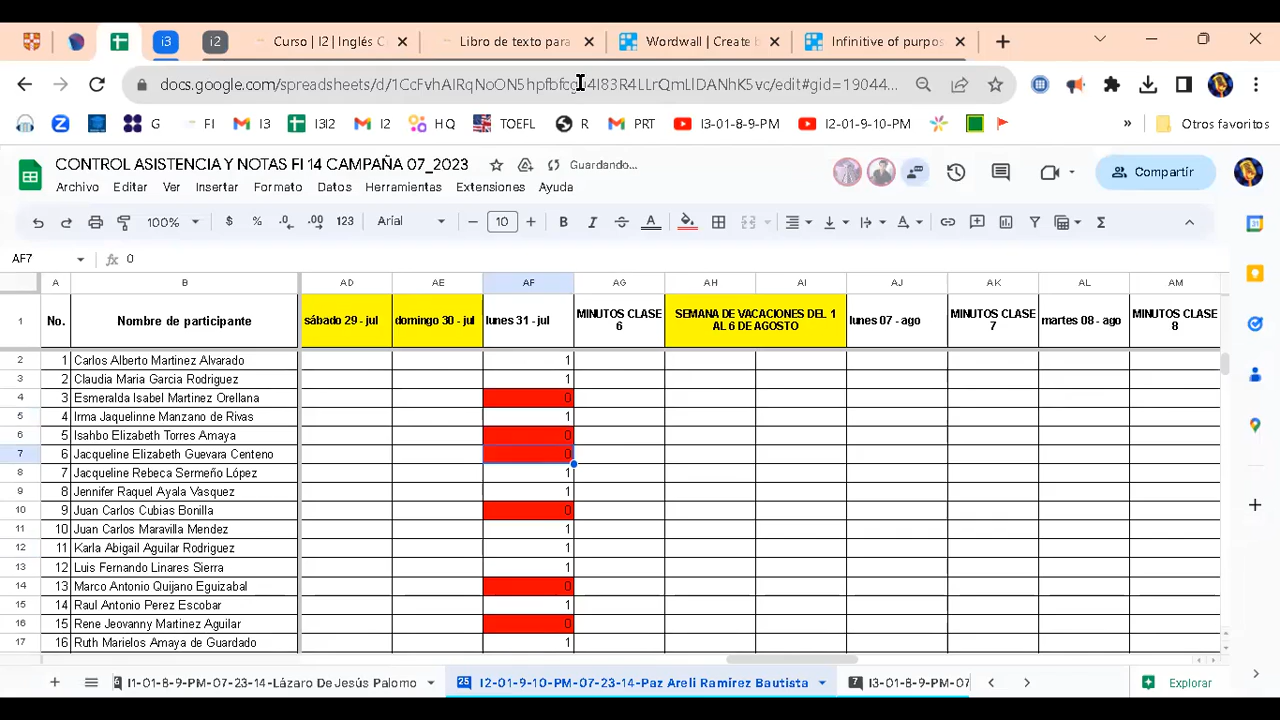 i3
i2
Curso | I2 | Inglés C
Libro de texto para
Wordwall | Create b
Infinitive of purpos
docs.google.com/spreadsheets/d/
/edit#gid=19044...
G FI I3 I3I2 I2 HQ TOEFL R PRT I3-01-8-9-PM I2-01-9-10-PM » Otros favoritos
CONTROL ASISTENCIA Y NOTAS FI 14 CAMPAÑA 07_2023 Guardando...
Archivo Editar Ver Insertar Formato Datos Herramientas Extensiones Ayuda
Compartir
100% $ % .0 .00 123 Arial − 10 + B I S A
AF7 fx 0
A B AD AE AF AG AH AI AJ AK AL AM
1 No. Nombre de participante sábado 29 - jul domingo 30 - jul lunes 31 - jul MINUTOS CLASE 6 SEMANA DE VACACIONES DEL 1 AL 6 DE AGOSTO lunes 07 - ago MINUTOS CLASE 7 martes 08 - ago MINUTOS CLASE 8
2 1 Carlos Alberto Martinez Alvarado 1
3 2 Claudia Maria Garcia Rodriguez 1
4 3 Esmeralda Isabel Martinez Orellana 0
5 4 Irma Jaquelinne Manzano de Rivas 1
6 5 Isahbo Elizabeth Torres Amaya 0
7 6 Jacqueline Elizabeth Guevara Centeno 0
8 7 Jacqueline Rebeca Sermeño López 1
9 8 Jennifer Raquel Ayala Vasquez 1
10 9 Juan Carlos Cubias Bonilla 0
11 10 Juan Carlos Maravilla Mendez 1
12 11 Karla Abigail Aguilar Rodriguez 1
13 12 Luis Fernando Linares Sierra 1
14 13 Marco Antonio Quijano Eguizabal 0
15 14 Raul Antonio Perez Escobar 1
16 15 Rene Jeovanny Martinez Aguilar 0
17 16 Ruth Marielos Amaya de Guardado 1
I1-01-8-9-PM-07-23-14-Lázaro DeJesús Palomo
25 I2-01-9-10-PM-07-23-14-Paz Areli Ramirez Bautista
7 I3-01-8-9-PM-07
Explorar